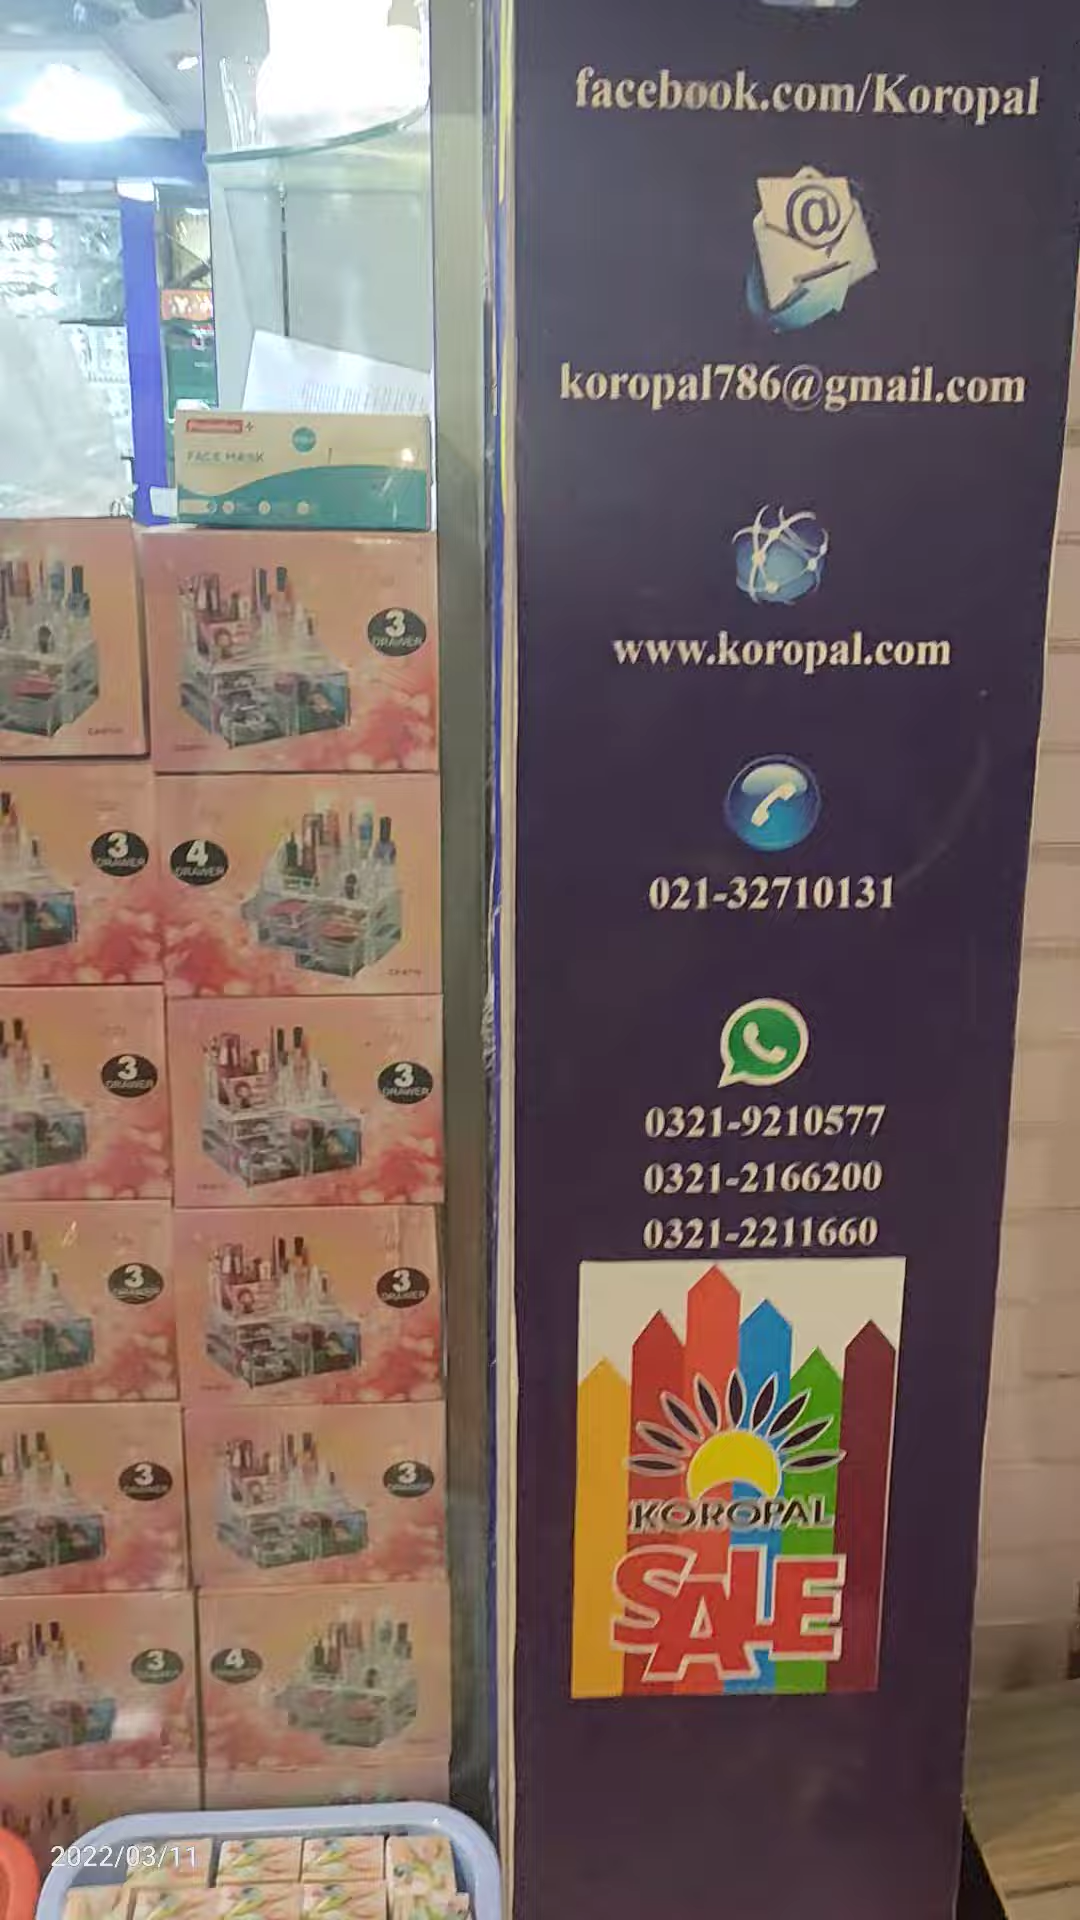 facebook.com/Koropal
@
koropal786@gmail.com
www.koropal.com
021-32710131
0321-9210577
0321-2166200
0321-2211660
KOROPAL
SALE
FACE MASK
3
DRAWER
3
DRAWER
4
DRAWER
3
DRAWER
3
DRAWER
3
DRAWER
3
DRAWER
3
DRAWER
3
DRAWER
3
DRAWER
4
DRAWER
2022/03/11